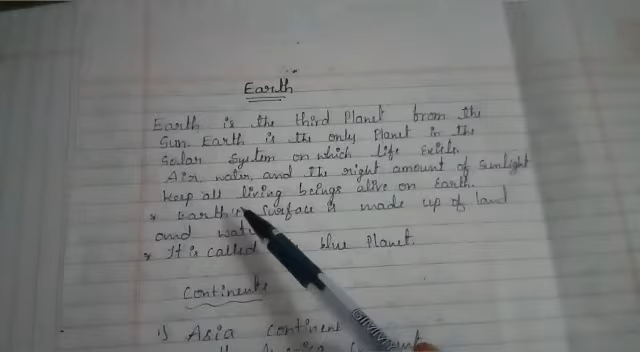 Earth
Earth is the third Planet from the
Sun. Earth is the only Planet in the
Solar System on which life exists.
Air water, and the right amount of sunlight
keep all living beings alive on Earth.
* Earth's Surface is made up of land
and
* It is called blue Planet.
Continents
1) Asia continent